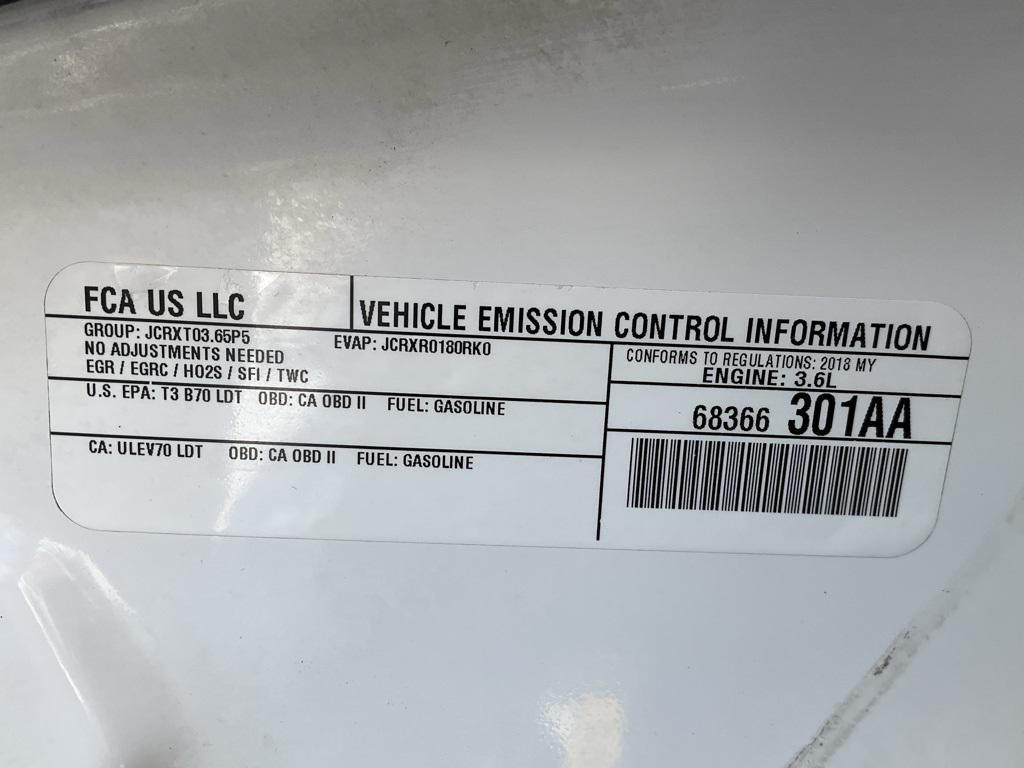 FCA US LLC
VEHICLE EMISSION CONTROL INFORMATION
GROUP: JCRXT03.65P5 EVAP: JCRXR0180RK0
NO ADJUSTMENTS NEEDED
EGR / EGRC / HO2S / SFI / TWC
CONFORMS TO REGULATIONS: 2018 MY
ENGINE: 3.6L
U.S. EPA: T3 B70 LDT OBD: CA OBD II FUEL: GASOLINE
68366 301AA
CA: ULEV70 LDT OBD: CA OBD II FUEL: GASOLINE